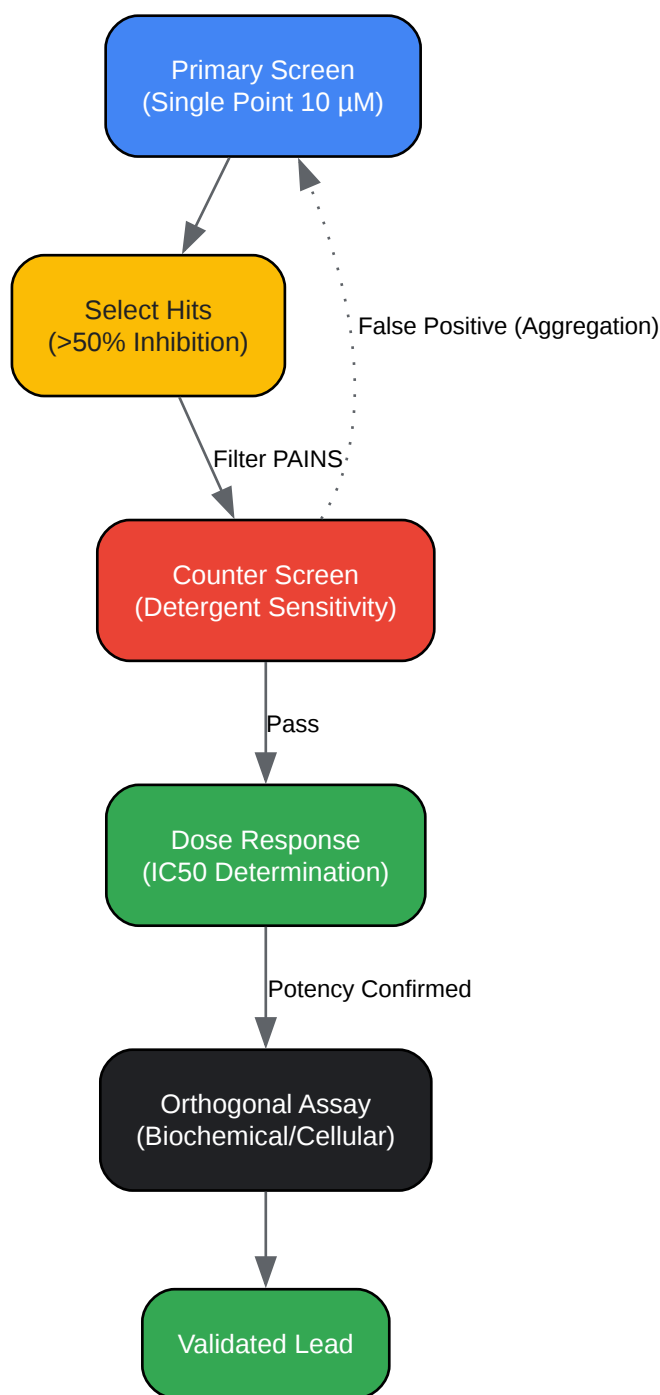 Primary Screen
(Single Point 10 µM)
Select Hits
(>50% Inhibition)
False Positive (Aggregation)
Filter PAINS
Counter Screen
(Detergent Sensitivity)
Pass
Dose Response
(IC50 Determination)
Potency Confirmed
Orthogonal Assay
(Biochemical/Cellular)
Validated Lead